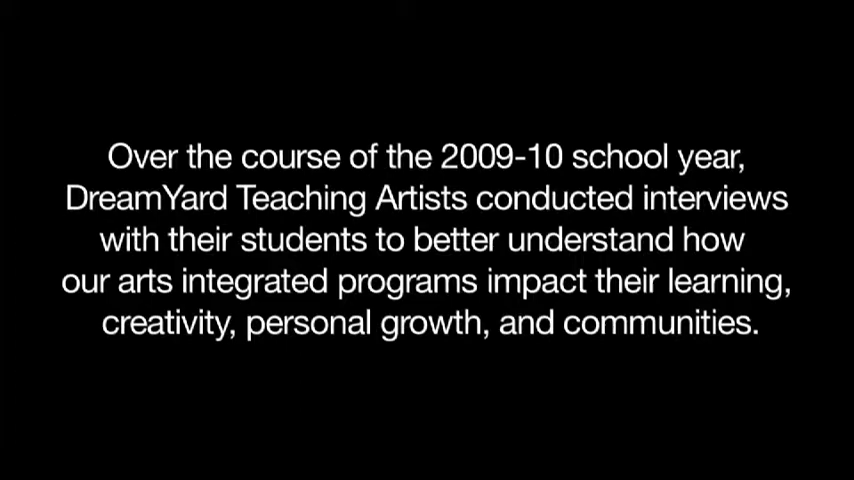 Over the course of the 2009-10 school year,
DreamYard Teaching Artists conducted interviews
with their students to better understand how
our arts integrated programs impact their learning,
creativity, personal growth, and communities.